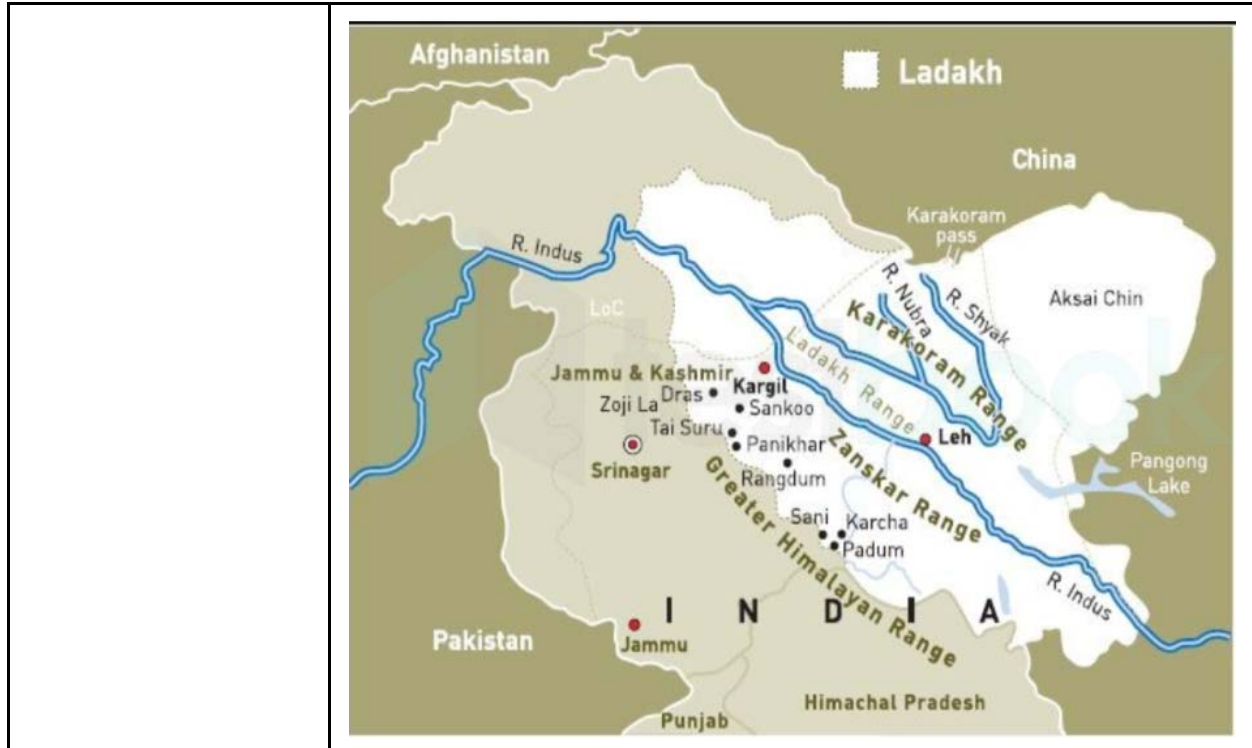 Afghanistan
Ladakh
China
Karakoram
pass
R. Indus
R. Nubra
R. Shyak
Aksai Chin
LoC
Karakoram Range
Ladakh Range
Jammu & Kashmir
Kargil
Dras
Zoji La
Sankoo
Tai Suru
Panikhar
Leh
Srinagar
Rangdum
Zanskar Range
Pangong
Lake
Greater Himalayan Range
Sani
Karcha
Padum
R. Indus
INDIA
Pakistan
Jammu
Himachal Pradesh
Punjab